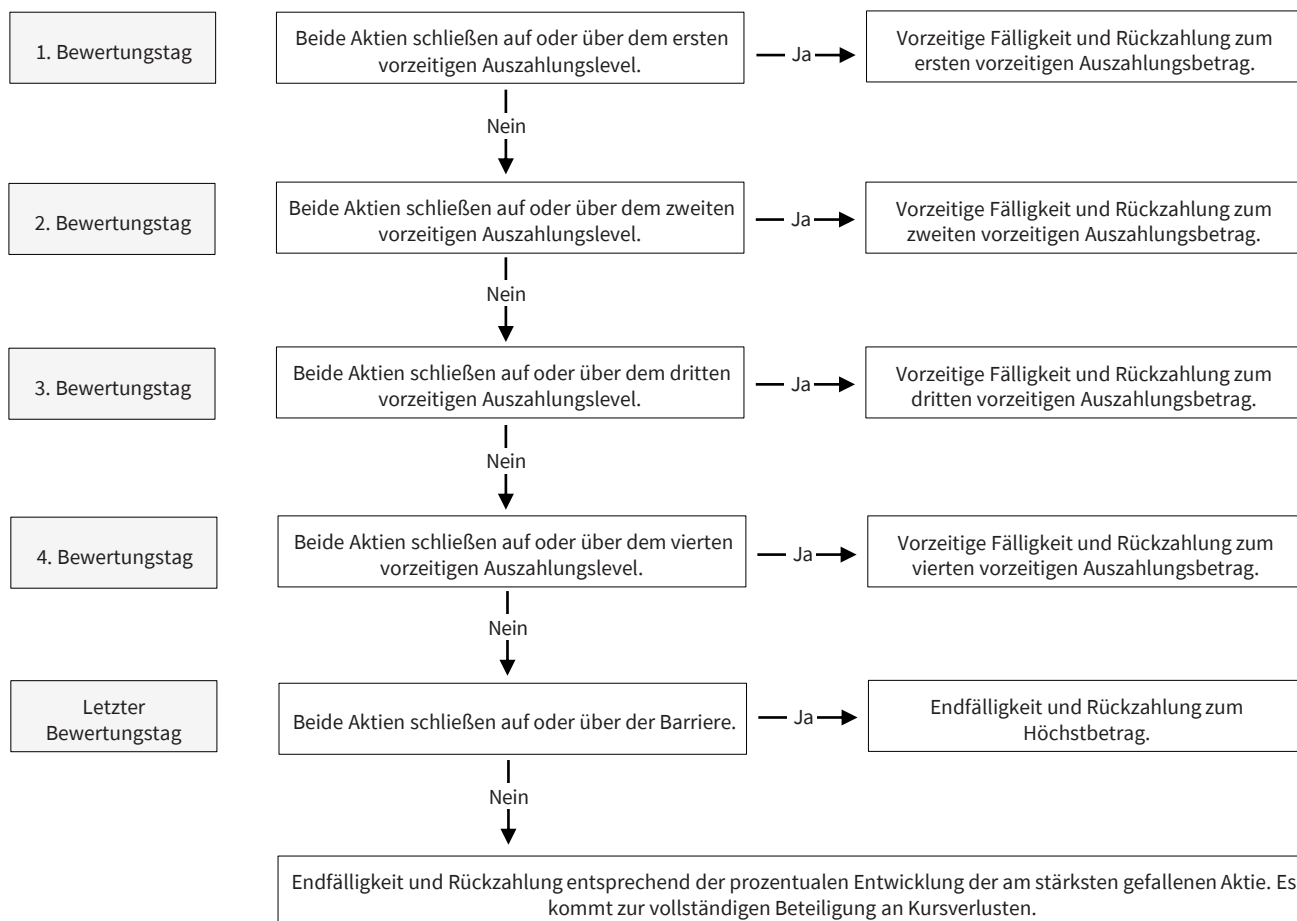 1. Bewertungstag
Beide Aktien schließen auf oder über dem ersten
vorzeitigen Auszahlungslevel.
Ja
Vorzeitige Fälligkeit und Rückzahlung zum
ersten vorzeitigen Auszahlungsbetrag.
Nein
2. Bewertungstag
Beide Aktien schließen auf oder über dem zweiten
vorzeitigen Auszahlungslevel.
Ja
Vorzeitige Fälligkeit und Rückzahlung zum
zweiten vorzeitigen Auszahlungsbetrag.
Nein
3. Bewertungstag
Beide Aktien schließen auf oder über dem dritten
vorzeitigen Auszahlungslevel.
Ja
Vorzeitige Fälligkeit und Rückzahlung zum
dritten vorzeitigen Auszahlungsbetrag.
Nein
4. Bewertungstag
Beide Aktien schließen auf oder über dem vierten
vorzeitigen Auszahlungslevel.
Ja
Vorzeitige Fälligkeit und Rückzahlung zum
vierten vorzeitigen Auszahlungsbetrag.
Nein
Letzter
Bewertungstag
Beide Aktien schließen auf oder über der Barriere.
Ja
Endfälligkeit und Rückzahlung zum
Höchstbetrag.
Nein
Endfälligkeit und Rückzahlung entsprechend der prozentualen Entwicklung der am stärksten gefallenen Aktie. Es
kommt zur vollständigen Beteiligung an Kursverlusten.